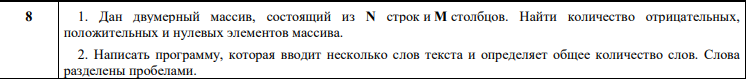 8
1. Дан двумерный массив, состоящий из N строк и M столбцов. Найти количество отрицательных,
положительных и нулевых элементов массива.
2. Написать программу, которая вводит несколько слов текста и определяет общее количество слов. Слова
разделены пробелами.